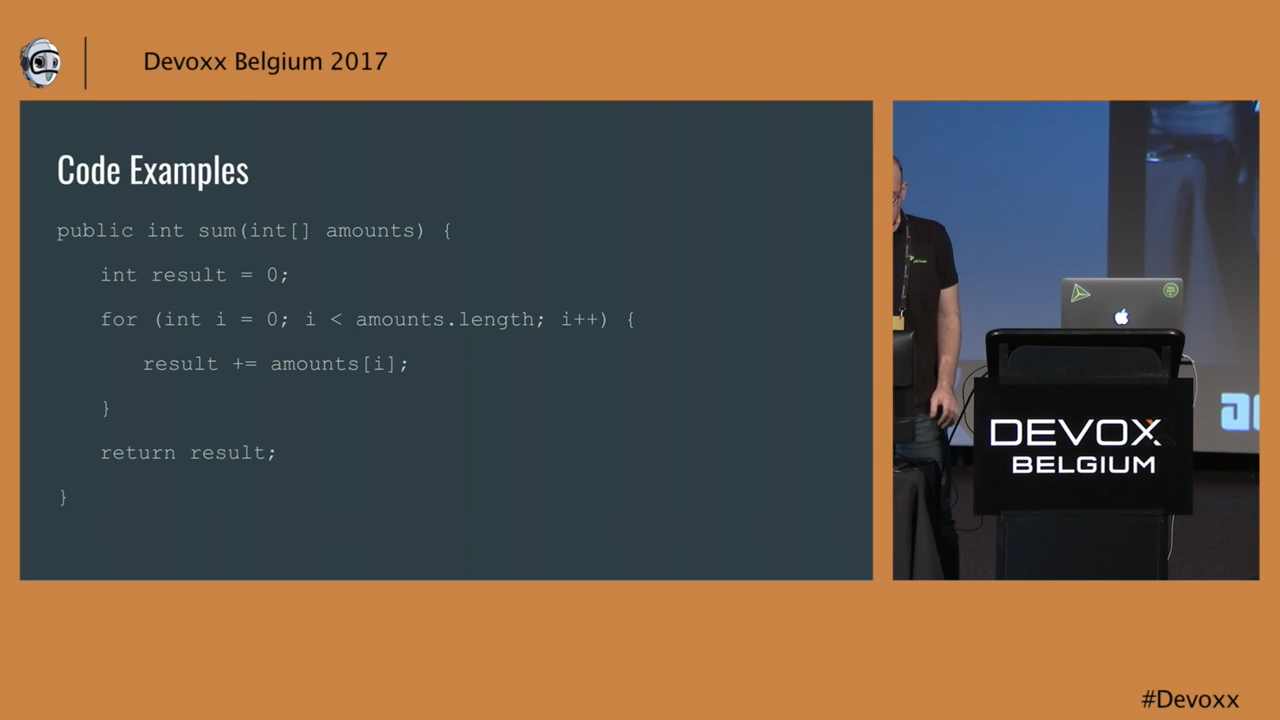 Devoxx Belgium 2017
Code Examples
public int sum(int[] amounts) {
int result = 0;
for (int i = 0; i < amounts.length; i++) {
result += amounts[i];
}
return result;
}
DEVOX
BELGIUM
#Devoxx